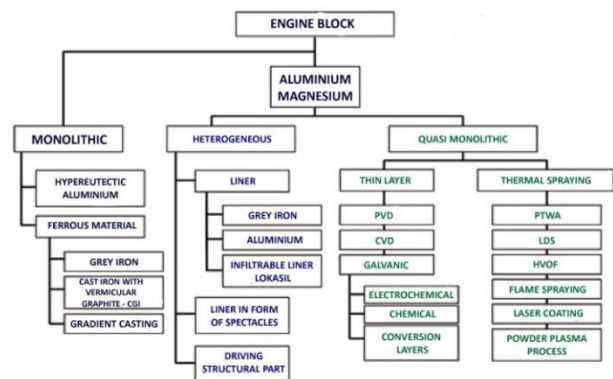 ENGINE BLOCK
ALUMINIUM
MAGNESIUM
MONOLITHIC
HYPEREUTECTIC
ALUMINIUM
FERROUS MATERIAL
GREY IRON
CAST IRON WITH
VERMICULAR
GRAPHITE - CGI
GRADIENT CASTING
HETEROGENEOUS
LINER
GREY IRON
ALUMINIUM
INFILTRABLE LINER
LOKASIL
LINER IN FORM
OF SPECTACLES
DRIVING
STRUCTURAL PART
QUASI MONOLITHIC
THIN LAYER
PVD
CVD
GALVANIC
ELECTROCHEMICAL
CHEMICAL
CONVERSION
LAYERS
THERMAL SPRAYING
PTWA
LDS
HVOF
FLAME SPRAYING
LASER COATING
POWDER PLASMA
PROCESS